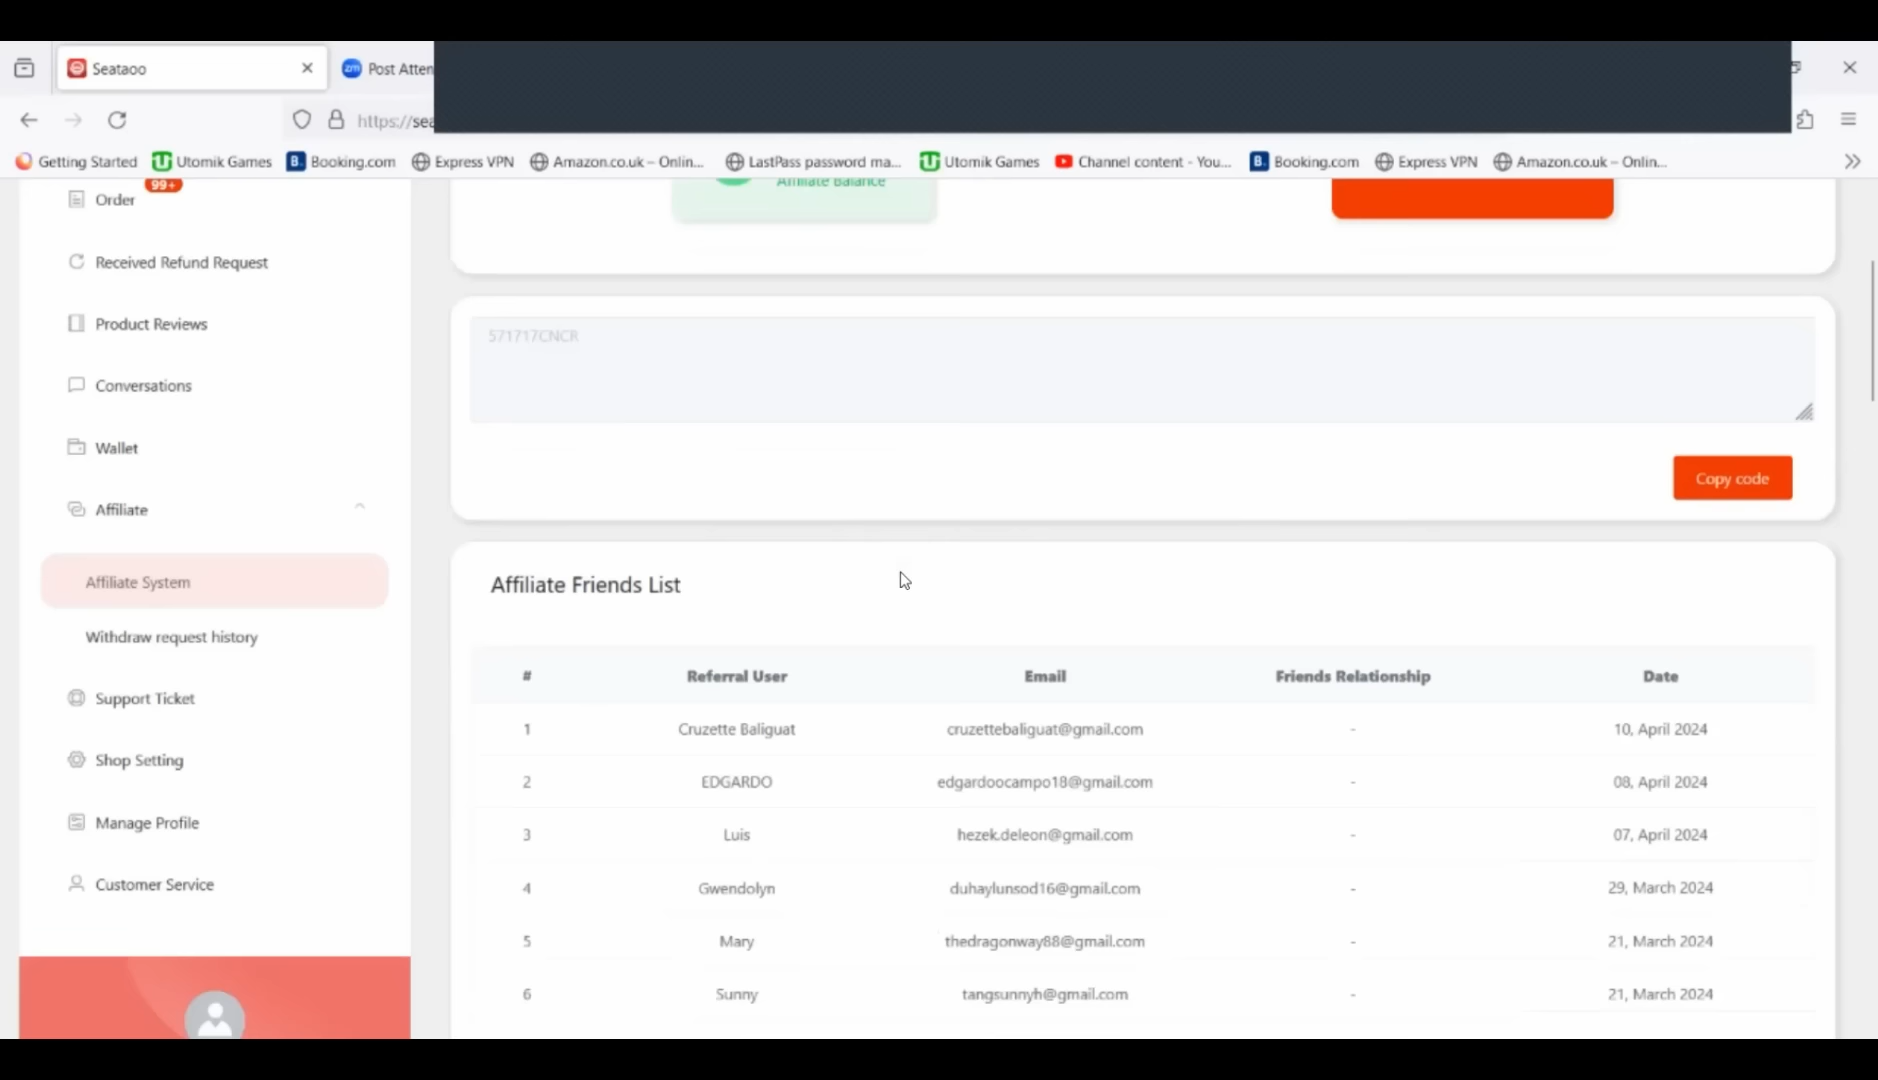 Seataoo
zm Post Atten
https://sea
Getting Started Utomik Games B. Booking.com Express VPN Amazon.co.uk – Onlin... LastPass password ma... Utomik Games Channel content - You... B. Booking.com Express VPN Amazon.co.uk – Onlin...
99+
Order
Received Refund Request
Product Reviews
Conversations
Wallet
Affiliate
Affiliate System
Withdraw request history
Support Ticket
Shop Setting
Manage Profile
Customer Service
Affiliate Balance
571717CNCR
Copy code
Affiliate Friends List
# Referral User Email Friends Relationship Date
1 Cruzette Baliguat cruzettebaliguat@gmail.com - 10, April 2024
2 EDGARDO edgardoocampo18@gmail.com - 08, April 2024
3 Luis hezek.deleon@gmail.com - 07, April 2024
4 Gwendolyn duhaylunsod16@gmail.com - 29, March 2024
5 Mary thedragonway88@gmail.com - 21, March 2024
6 Sunny tangsunnyh@gmail.com - 21, March 2024